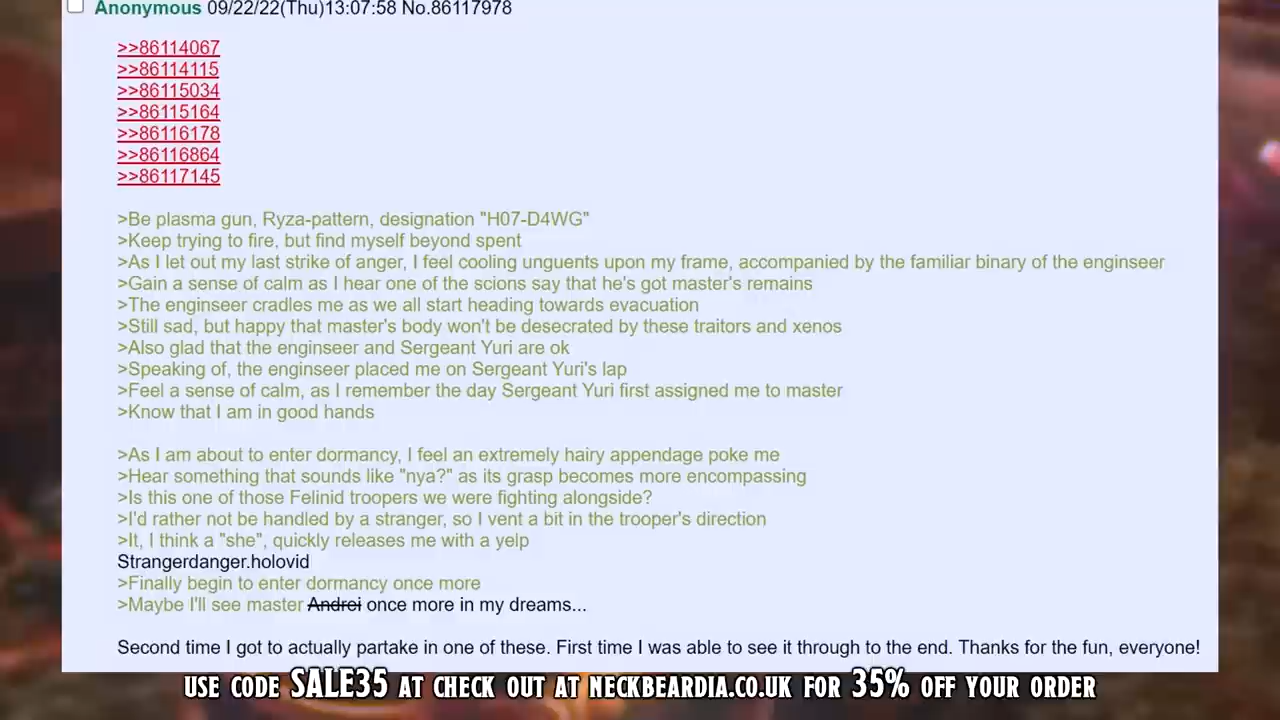 Anonymous 09/22/22(Thu)13:07:58 No.86117978
>>86114067
>>86114115
>>86115034
>>86115164
>>86116178
>>86116864
>>86117145
>Be plasma gun, Ryza-pattern, designation "H07-D4WG"
>Keep trying to fire, but find myself beyond spent
>As I let out my last strike of anger, I feel cooling unguents upon my frame, accompanied by the familiar binary of the enginseer
>Gain a sense of calm as I hear one of the scions say that he's got master's remains
>The enginseer cradles me as we all start heading towards evacuation
>Still sad, but happy that master's body won't be desecrated by these traitors and xenos
>Also glad that the enginseer and Sergeant Yuri are ok
>Speaking of, the enginseer placed me on Sergeant Yuri's lap
>Feel a sense of calm, as I remember the day Sergeant Yuri first assigned me to master
>Know that I am in good hands
>As I am about to enter dormancy, I feel an extremely hairy appendage poke me
>Hear something that sounds like "nya?" as its grasp becomes more encompassing
>Is this one of those Felinid troopers we were fighting alongside?
>I'd rather not be handled by a stranger, so I vent a bit in the trooper's direction
>It, I think a "she", quickly releases me with a yelp
Strangerdanger.holovid
>Finally begin to enter dormancy once more
>Maybe I'll see master Andrei once more in my dreams...
Second time I got to actually partake in one of these. First time I was able to see it through to the end. Thanks for the fun, everyone!
USE CODE SALE35 AT CHECK OUT AT NECKBEARDIA.CO.UK FOR 35% OFF YOUR ORDER